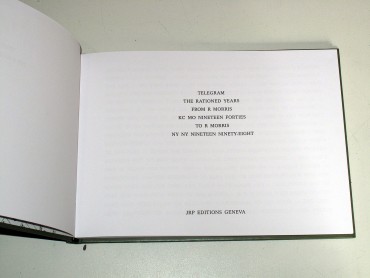 TELEGRAM
THE RATIONED YEARS
FROM R MORRIS
KC MO NINETEEN FORTIES
TO R MORRIS
NY NY NINETEEN NINETY-EIGHT
JRP EDITIONS GENEVA